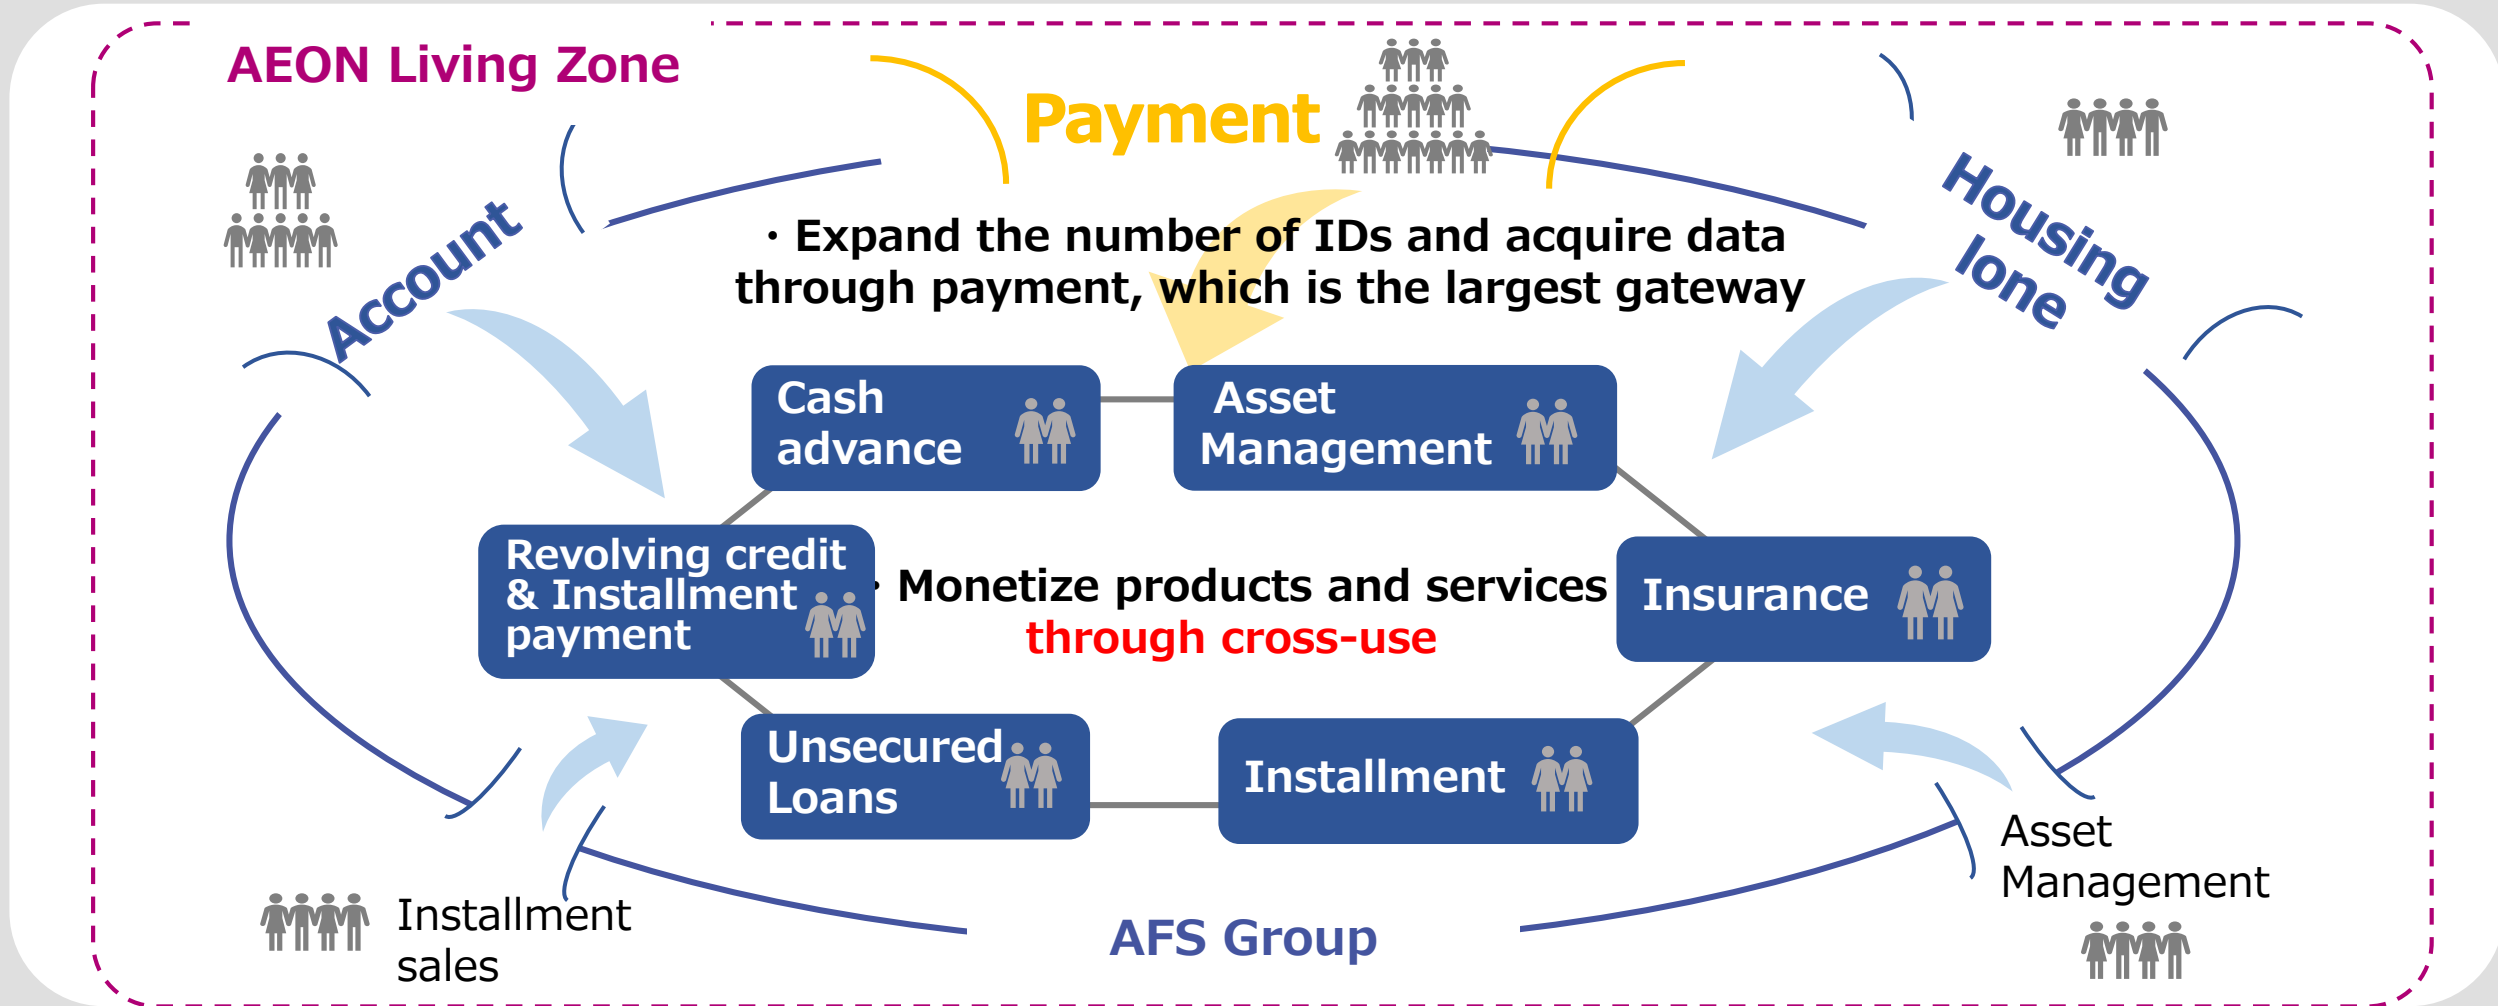 AEON Living Zone
Payment
Account
Housing
lone
・Expand the number of IDs and acquire data
through payment, which is the largest gateway
Cash
advance
Asset
Management
Revolving credit
& Installment
payment
・Monetize products and services
through cross-use
Insurance
Unsecured
Loans
Installment
Asset
Management
Installment
sales
AFS Group